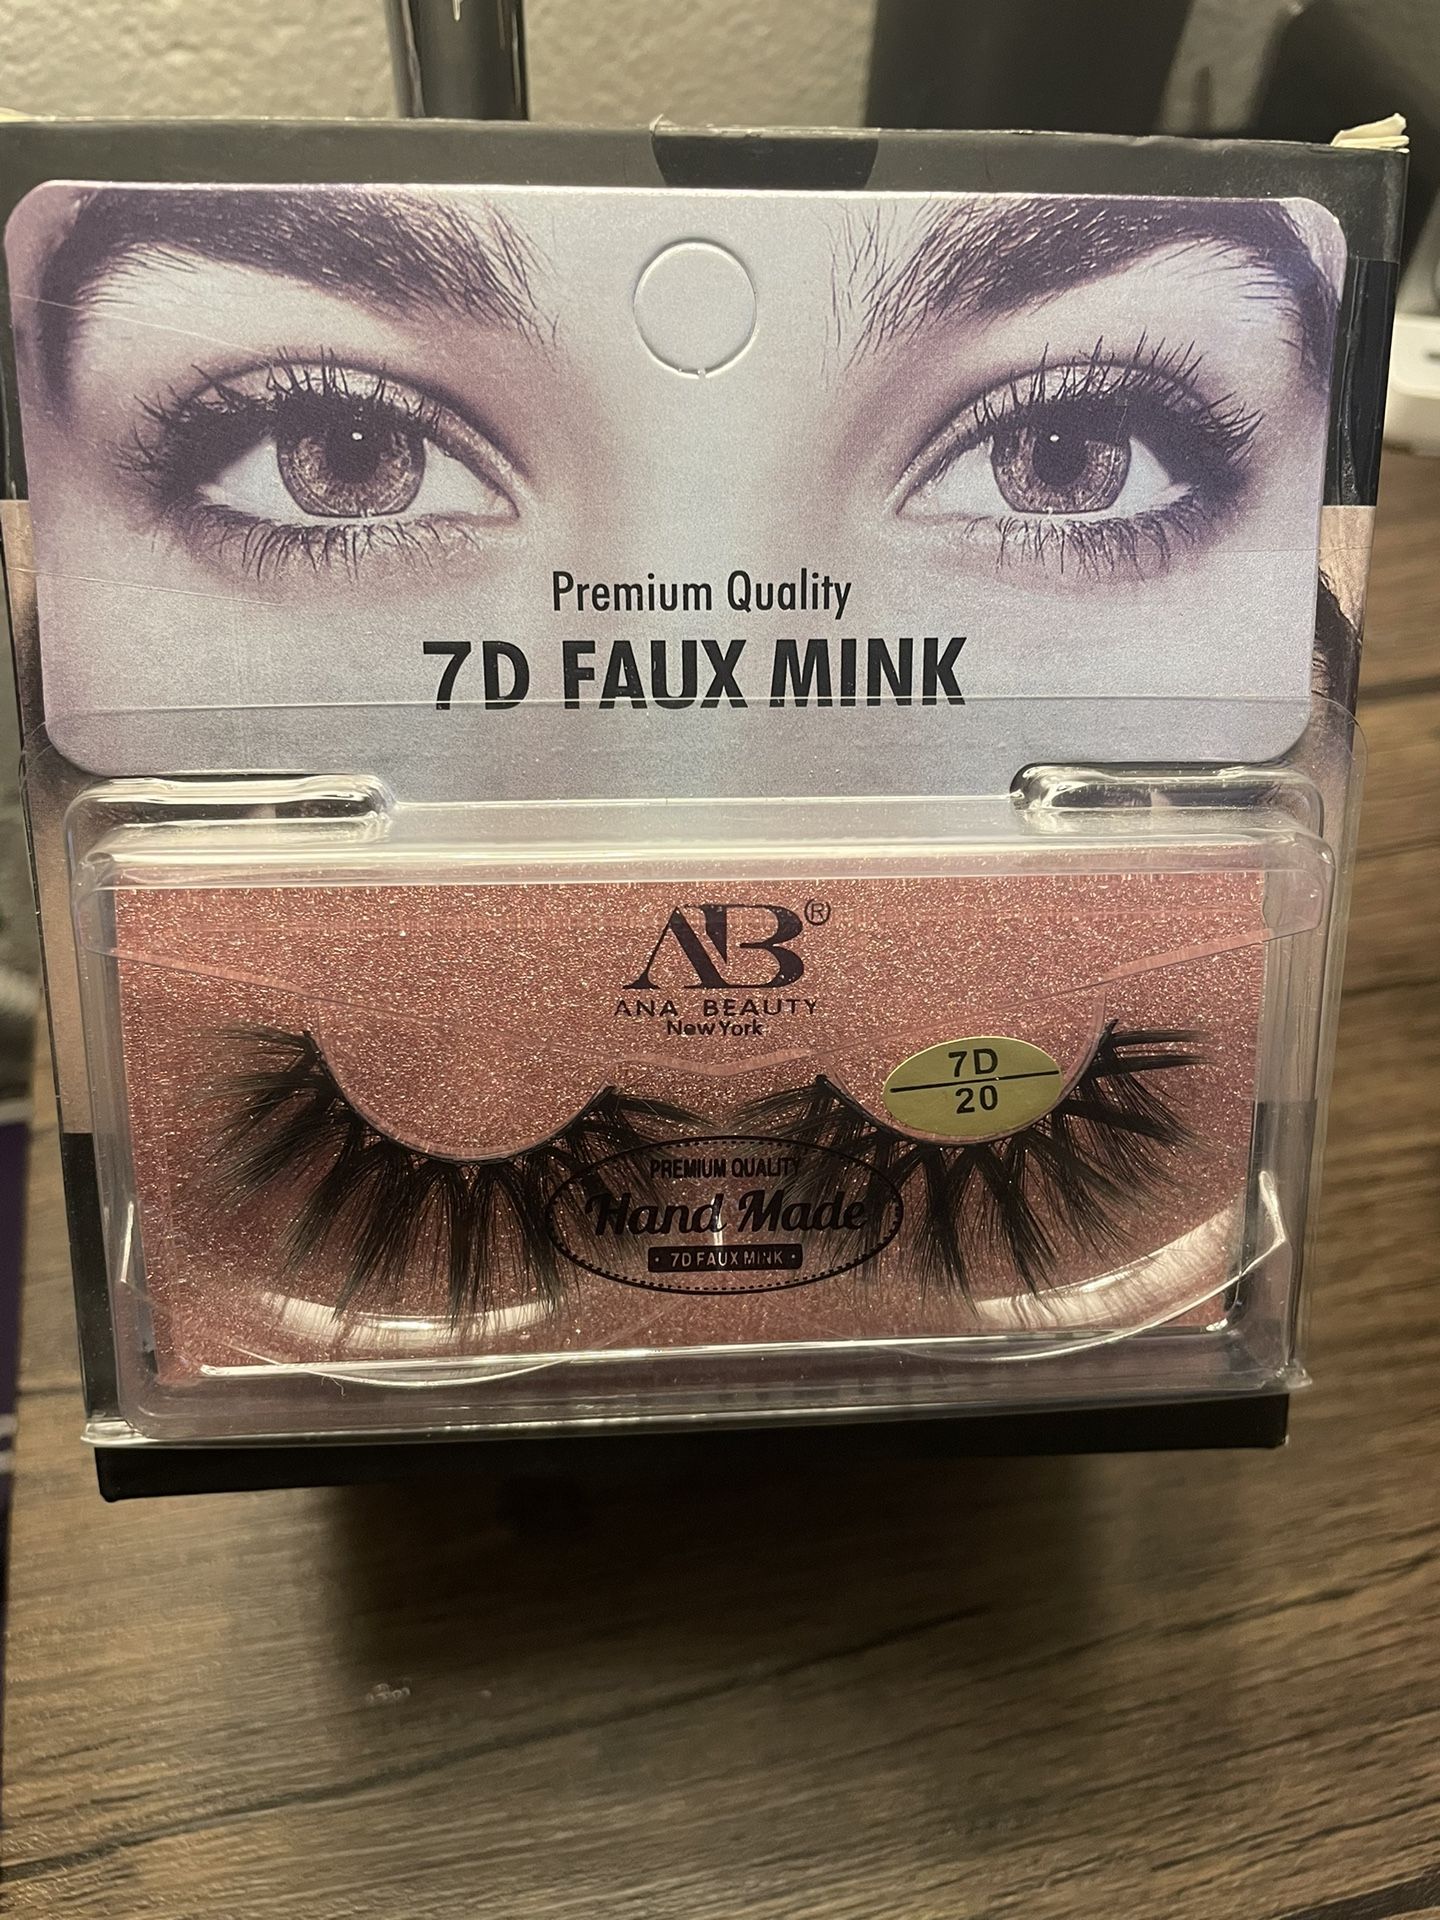 Premium Quality
7D FAUX MINK
AB®
ANA BEAUTY
New York
7D
20
PREMIUM QUALITY
Hand Made
• 7D FAUX MINK •